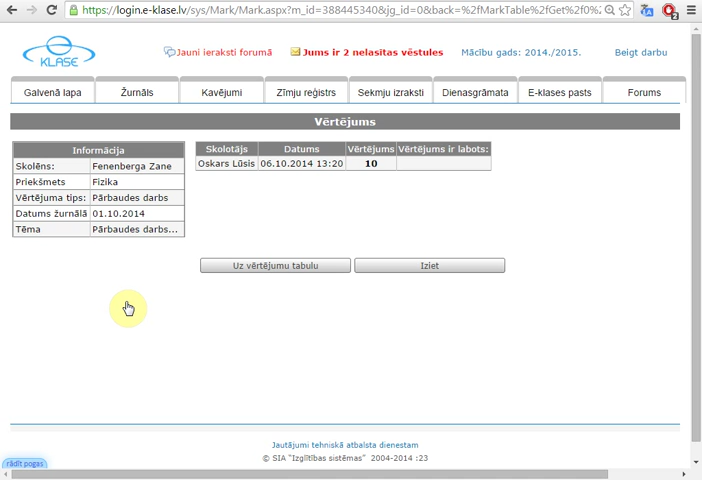 https://login.e-klase.lv/sys/Mark/Mark.aspx?m_id=388445340&jg_id=0&back=%2fMarkTable%2fGet%2f0%
KLASE
Jauni ieraksti forumā
Jums ir 2 nelasītas vēstules
Mācību gads: 2014./2015.
Beigt darbu
Galvenā lapa
Žurnāls
Kavējumi
Zīmju reģistrs
Sekmju izraksti
Dienasgrāmata
E-klases pasts
Forums
Vērtējums
Informācija
Skolēns: Fenenberga Zane
Priekšmets Fizika
Vērtējuma tips: Pārbaudes darbs
Datums žurnālā 01.10.2014
Tēma Pārbaudes darbs...
Skolotājs Datums Vērtējums Vērtējums ir labots:
Oskars Lūsis 06.10.2014 13:20 10
Uz vērtējumu tabulu
Iziet
Jautājumi tehniskā atbalsta dienestam
© SIA "Izglītības sistēmas" 2004-2014 :23
rādīt pogas
2